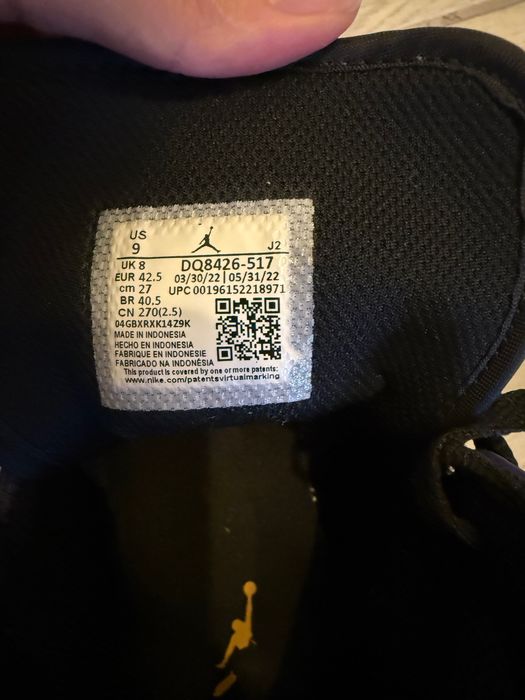 US
9
J2
UK 8
DQ8426-517
EUR 42.5
03/30/22 | 05/31/22
cm 27
UPC 00196152218971
BR 40.5
CN 270(2.5)
04GBXRXK14Z9K
MADE IN INDONESIA
HECHO EN INDONESIA
FABRIQUE EN INDONESIE
FABRICADO NA INDONÉSIA
This product is covered by one or more patents:
www.nike.com/patentsvirtualmarking